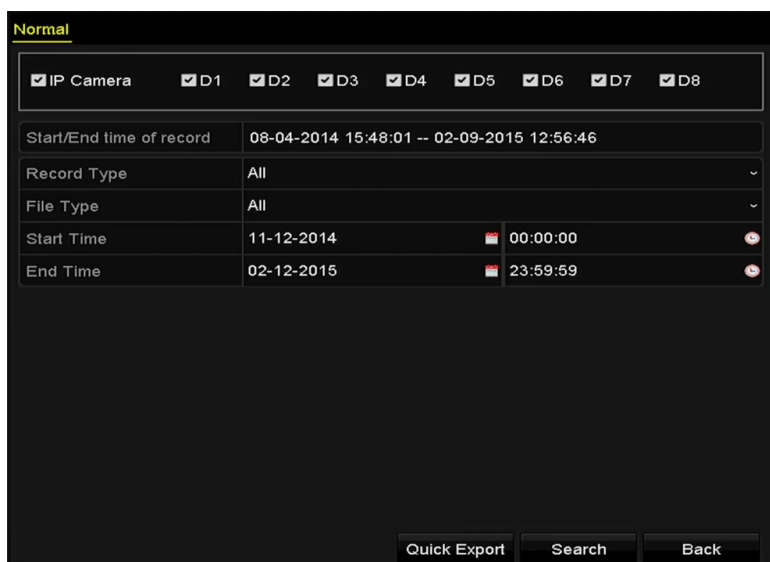 Normal
IP Camera D1 D2 D3 D4 D5 D6 D7 D8
Start/End time of record 08-04-2014 15:48:01 -- 02-09-2015 12:56:46
Record Type All
File Type All
Start Time 11-12-2014 00:00:00
End Time 02-12-2015 23:59:59
Quick Export Search Back